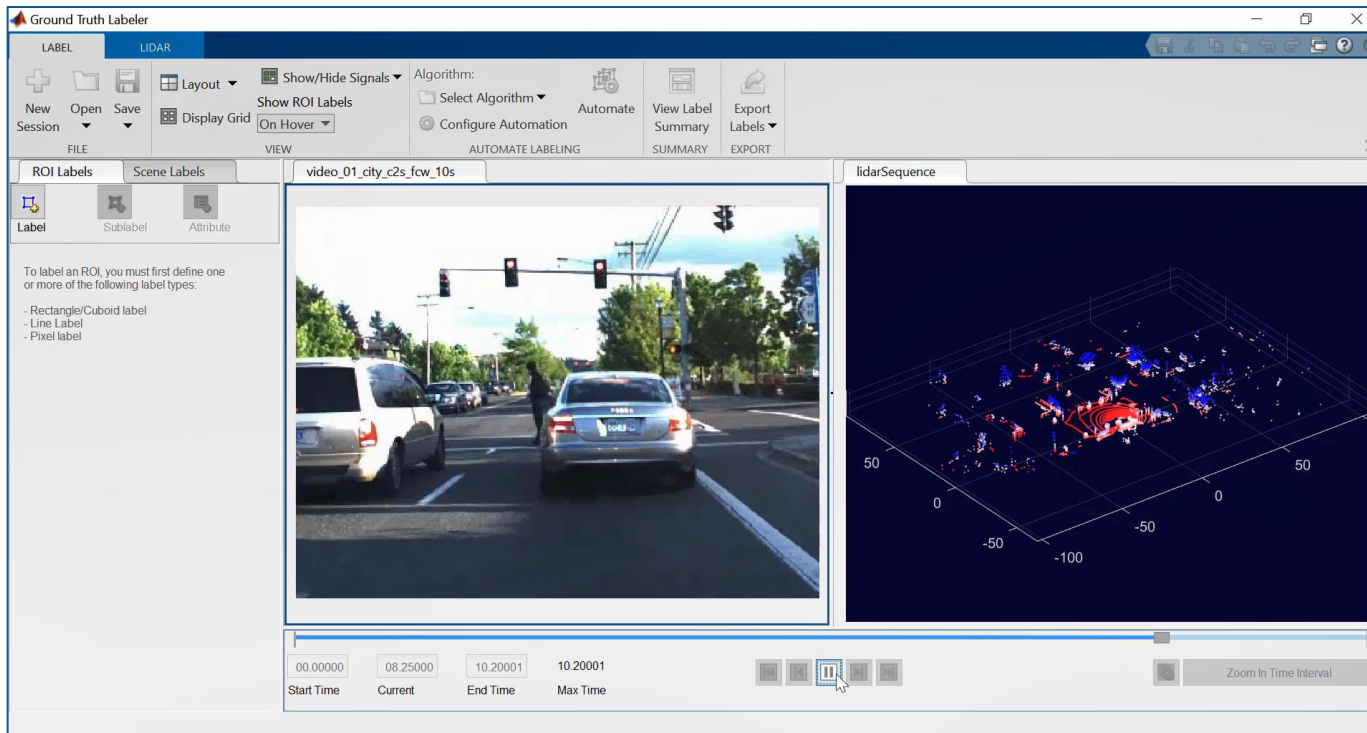 Ground Truth Labeler
LABEL
LIDAR
New
Session
Open
Save
FILE
Layout
Display Grid
Show/Hide Signals
Show ROI Labels
On Hover
VIEW
Algorithm:
Select Algorithm
Configure Automation
Automate
AUTOMATE LABELING
View Label
Summary
SUMMARY
Export
Labels
EXPORT
ROI Labels
Scene Labels
Label
Sublabel
Attribute
To label an ROI, you must first define one
or more of the following label types:
- Rectangle/Cuboid label
- Line Label
- Pixel label
video_01_city_c2s_fcw_10s
lidarSequence
50
0
-50
-100
-50
0
50
00.00000
08.25000
10.20001
10.20001
Start Time
Current
End Time
Max Time
Zoom In Time Interval